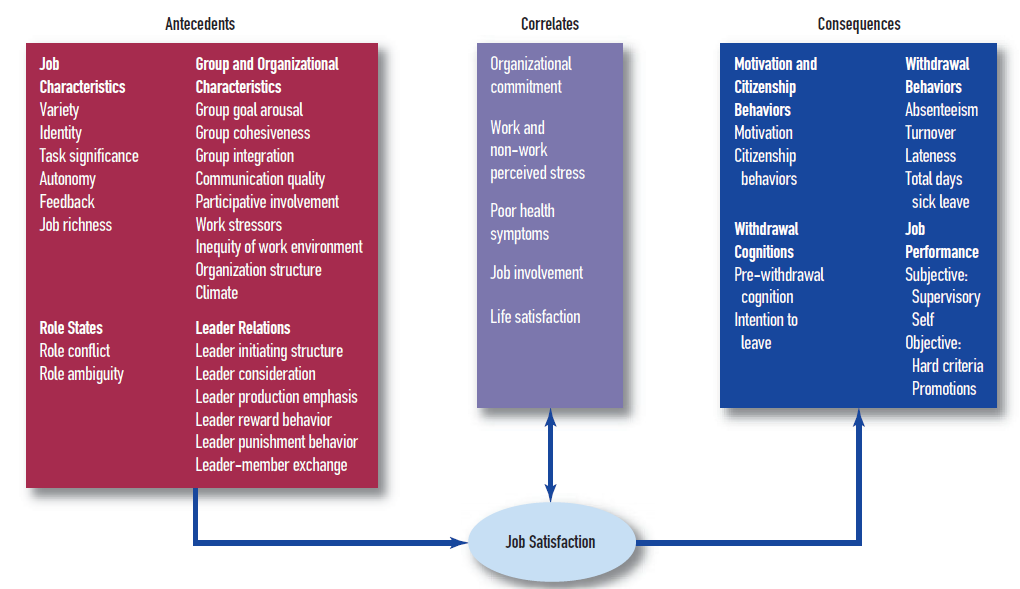 Antecedents
Job
Characteristics
Variety
Identity
Task significance
Autonomy
Feedback
Job richness
Group and Organizational
Characteristics
Group goal arousal
Group cohesiveness
Group integration
Communication quality
Participative involvement
Work stressors
Inequity of work environment
Organization structure
Climate
Role States
Role conflict
Role ambiguity
Leader Relations
Leader initiating structure
Leader consideration
Leader production emphasis
Leader reward behavior
Leader punishment behavior
Leader-member exchange
Correlates
Organizational
commitment
Work and
non-work
perceived stress
Poor health
symptoms
Job involvement
Life satisfaction
Consequences
Motivation and
Citizenship
Behaviors
Motivation
Citizenship
behaviors
Withdrawal
Behaviors
Absenteeism
Turnover
Lateness
Total days
sick leave
Withdrawal
Cognitions
Pre-withdrawal
cognition
Intention to
leave
Job
Performance
Subjective:
Supervisory
Self
Objective:
Hard criteria
Promotions
Job Satisfaction